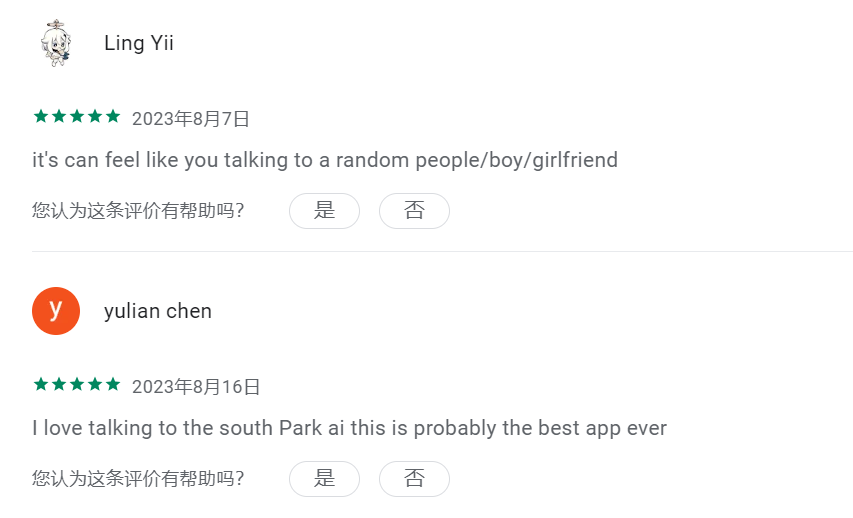 Ling Yii
2023年8月7日
it's can feel like you talking to a random people/boy/girlfriend
您认为这条评价有帮助吗？ 是 否
y yulian chen
2023年8月16日
I love talking to the south Park ai this is probably the best app ever
您认为这条评价有帮助吗？ 是 否